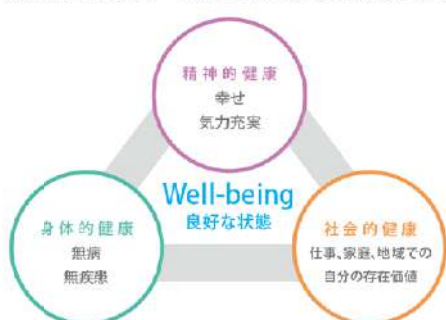 精神的健康
幸せ
気力充実
Well-being
良好な状態
身体的健康
無病
無疾患
社会的健康
仕事、家庭、地域での
自分の存在価値